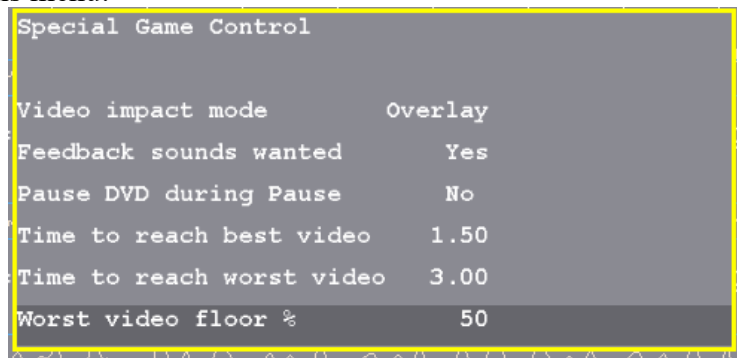 Special Game Control
Video impact mode Overlay
Feedback sounds wanted Yes
Pause DVD during Pause No
Time to reach best video 1.50
Time to reach worst video 3.00
Worst video floor % 50